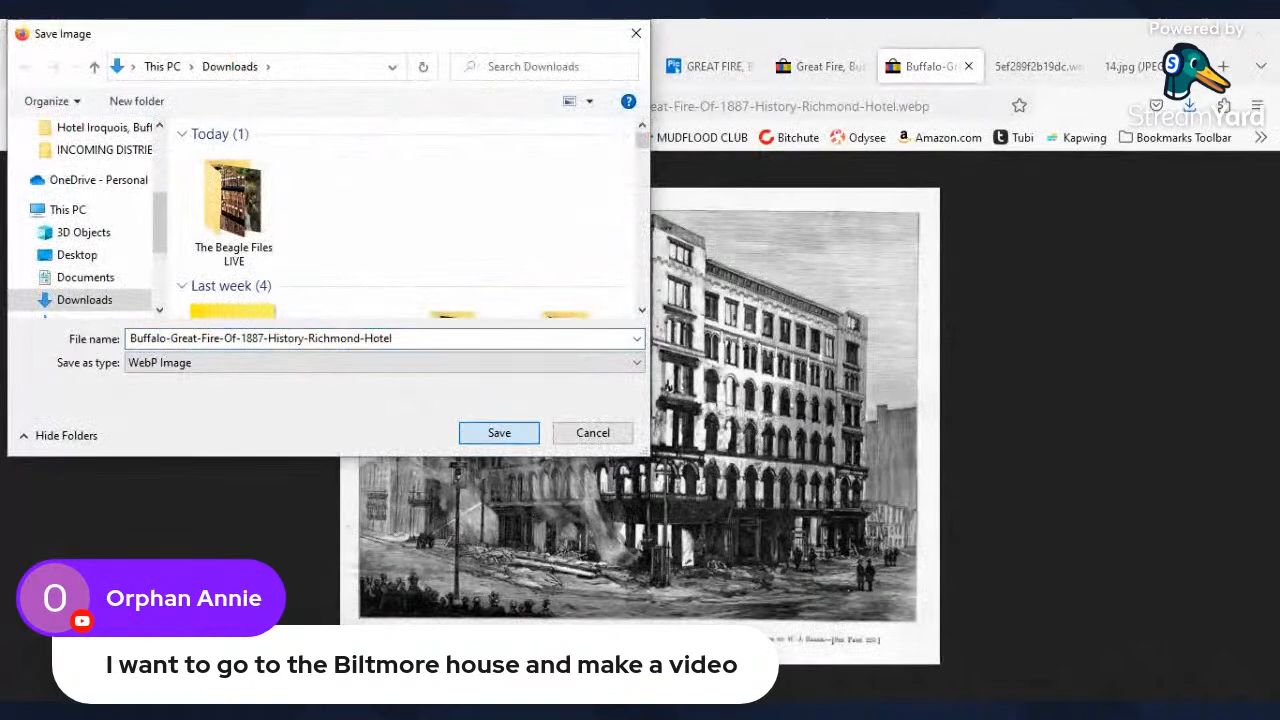 Save Image
Powered by
StreamYard
This PC
Downloads
Search Downloads
GREAT FIRE,
Great Fire, Bu
Buffalo-Gr
5ef289f2b19dc.we
14.jpg (JPEG
Organize
New folder
eat-Fire-Of-1887-History-Richmond-Hotel.webp
MUDFLOOD CLUB
Bitchute
Odysee
Amazon.com
Tubi
Kapwing
Bookmarks Toolbar
Hotel Iroquois, Buff
INCOMING DISTRIE
OneDrive - Personal
This PC
3D Objects
Desktop
Documents
Downloads
Today (1)
The Beagle Files
LIVE
Last week (4)
File name:
Buffalo-Great-Fire-Of-1887-History-Richmond-Hotel
Save as type:
WebP Image
Hide Folders
Save
Cancel
O
Orphan Annie
I want to go to the Biltmore house and make a video